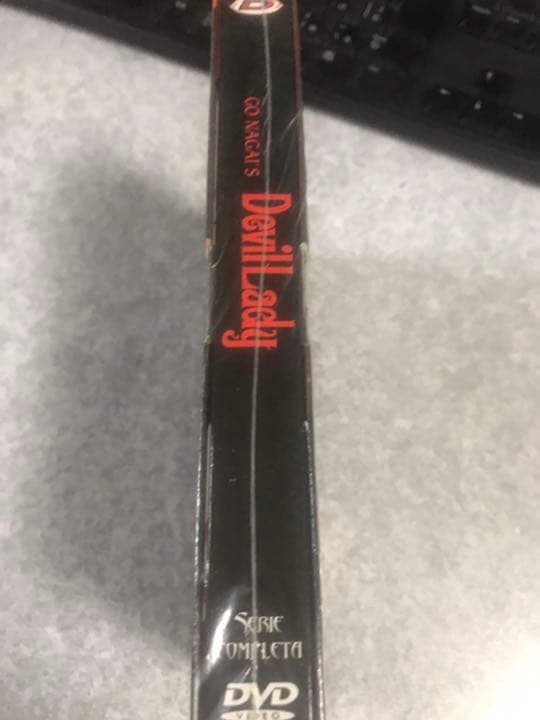 GO NAGAI'S
DevilLady
SERIE
COMPLETA
DVD
VIDEO